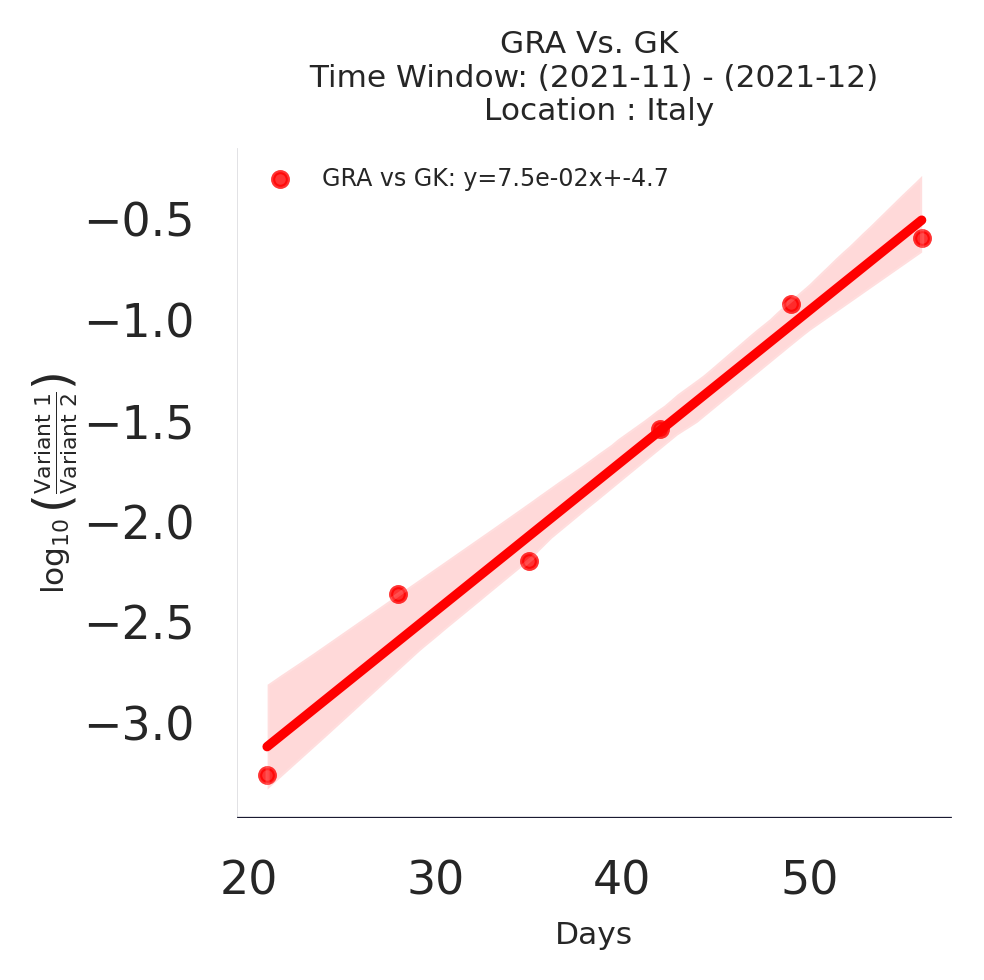 GRA Vs. GK
Time Window: (2021-11) - (2021-12)
Location : Italy
GRA vs GK: y=7.5e-02x+-4.7
−0.5
−1.0
−1.5
−2.0
−2.5
−3.0
log10 (Variant 1 / Variant 2)
20 30 40 50
Days